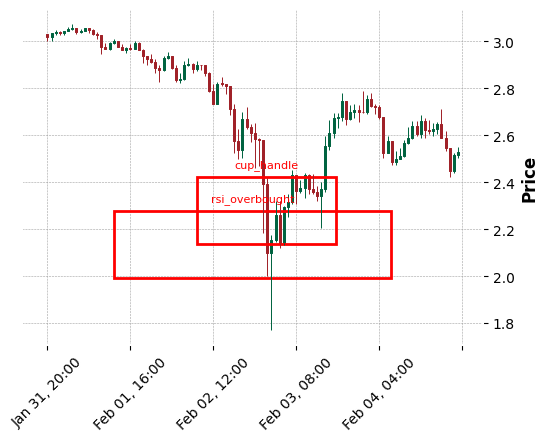 3.0
2.8
2.6
2.4
2.2
2.0
1.8
Price
cup_handle
rsi_overbought
Jan 31, 20:00
Feb 01, 16:00
Feb 02, 12:00
Feb 03, 08:00
Feb 04, 04:00